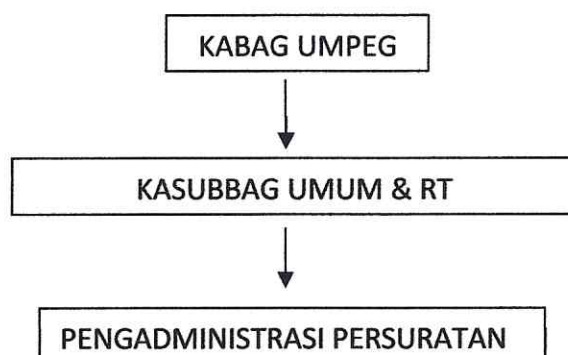 KABAG UMPEG
KASUBBAG UMUM & RT
PENGADMINISTRASI PERSURATAN